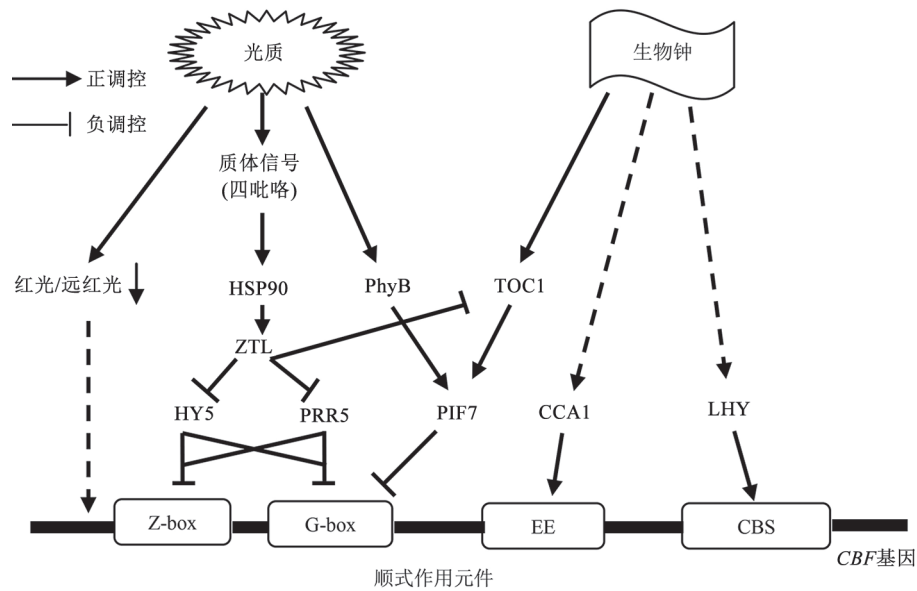 光质
生物钟
正调控
负调控
质体信号
(四吡咯)
红光/远红光
HSP90
PhyB
TOC1
ZTL
HY5
PRR5
PIF7
CCA1
LHY
Z-box
G-box
EE
CBS
CBF基因
顺式作用元件